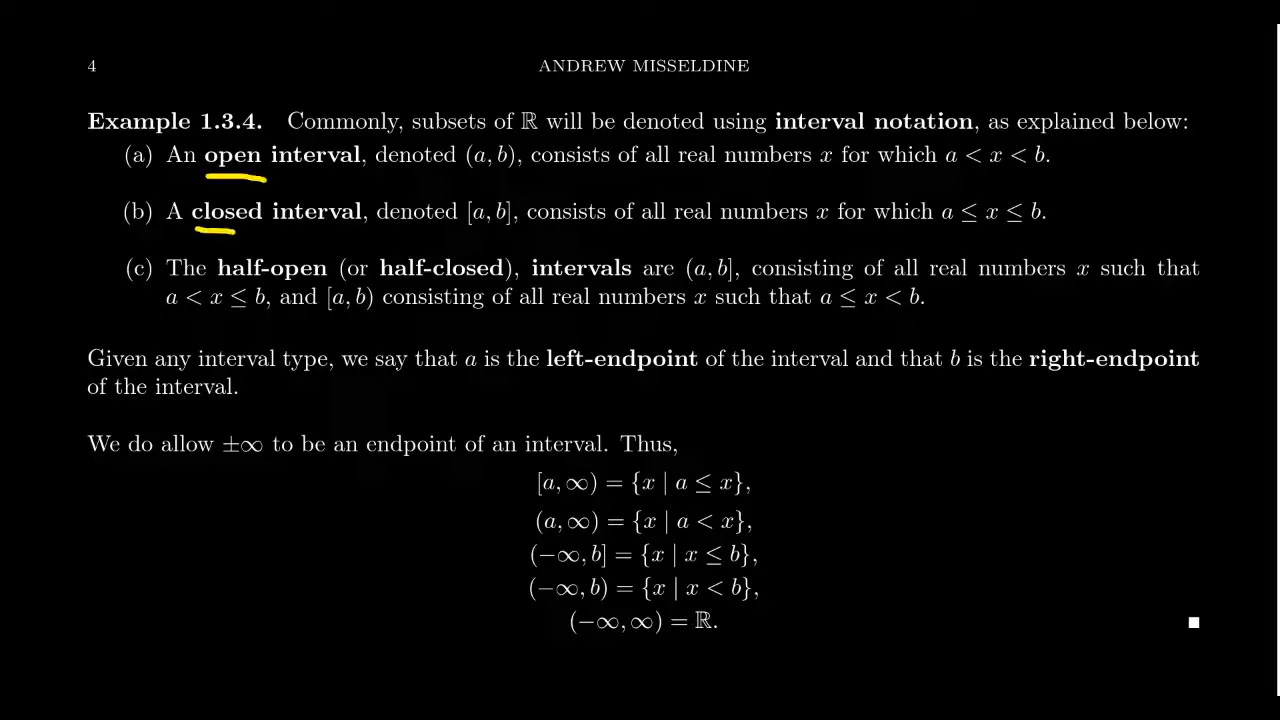 4 ANDREW MISSELDINE
Example 1.3.4. Commonly, subsets of ℝ will be denoted using interval notation, as explained below:
(a) An open interval, denoted (a, b), consists of all real numbers x for which a < x < b.
(b) A closed interval, denoted [a, b], consists of all real numbers x for which a ≤ x ≤ b.
(c) The half-open (or half-closed), intervals are (a, b], consisting of all real numbers x such that
a < x ≤ b, and [a, b) consisting of all real numbers x such that a ≤ x < b.
Given any interval type, we say that a is the left-endpoint of the interval and that b is the right-endpoint
of the interval.
We do allow ±∞ to be an endpoint of an interval. Thus,
[a, ∞) = {x | a ≤ x},
(a, ∞) = {x | a < x},
(−∞, b] = {x | x ≤ b},
(−∞, b) = {x | x < b},
(−∞, ∞) = ℝ.